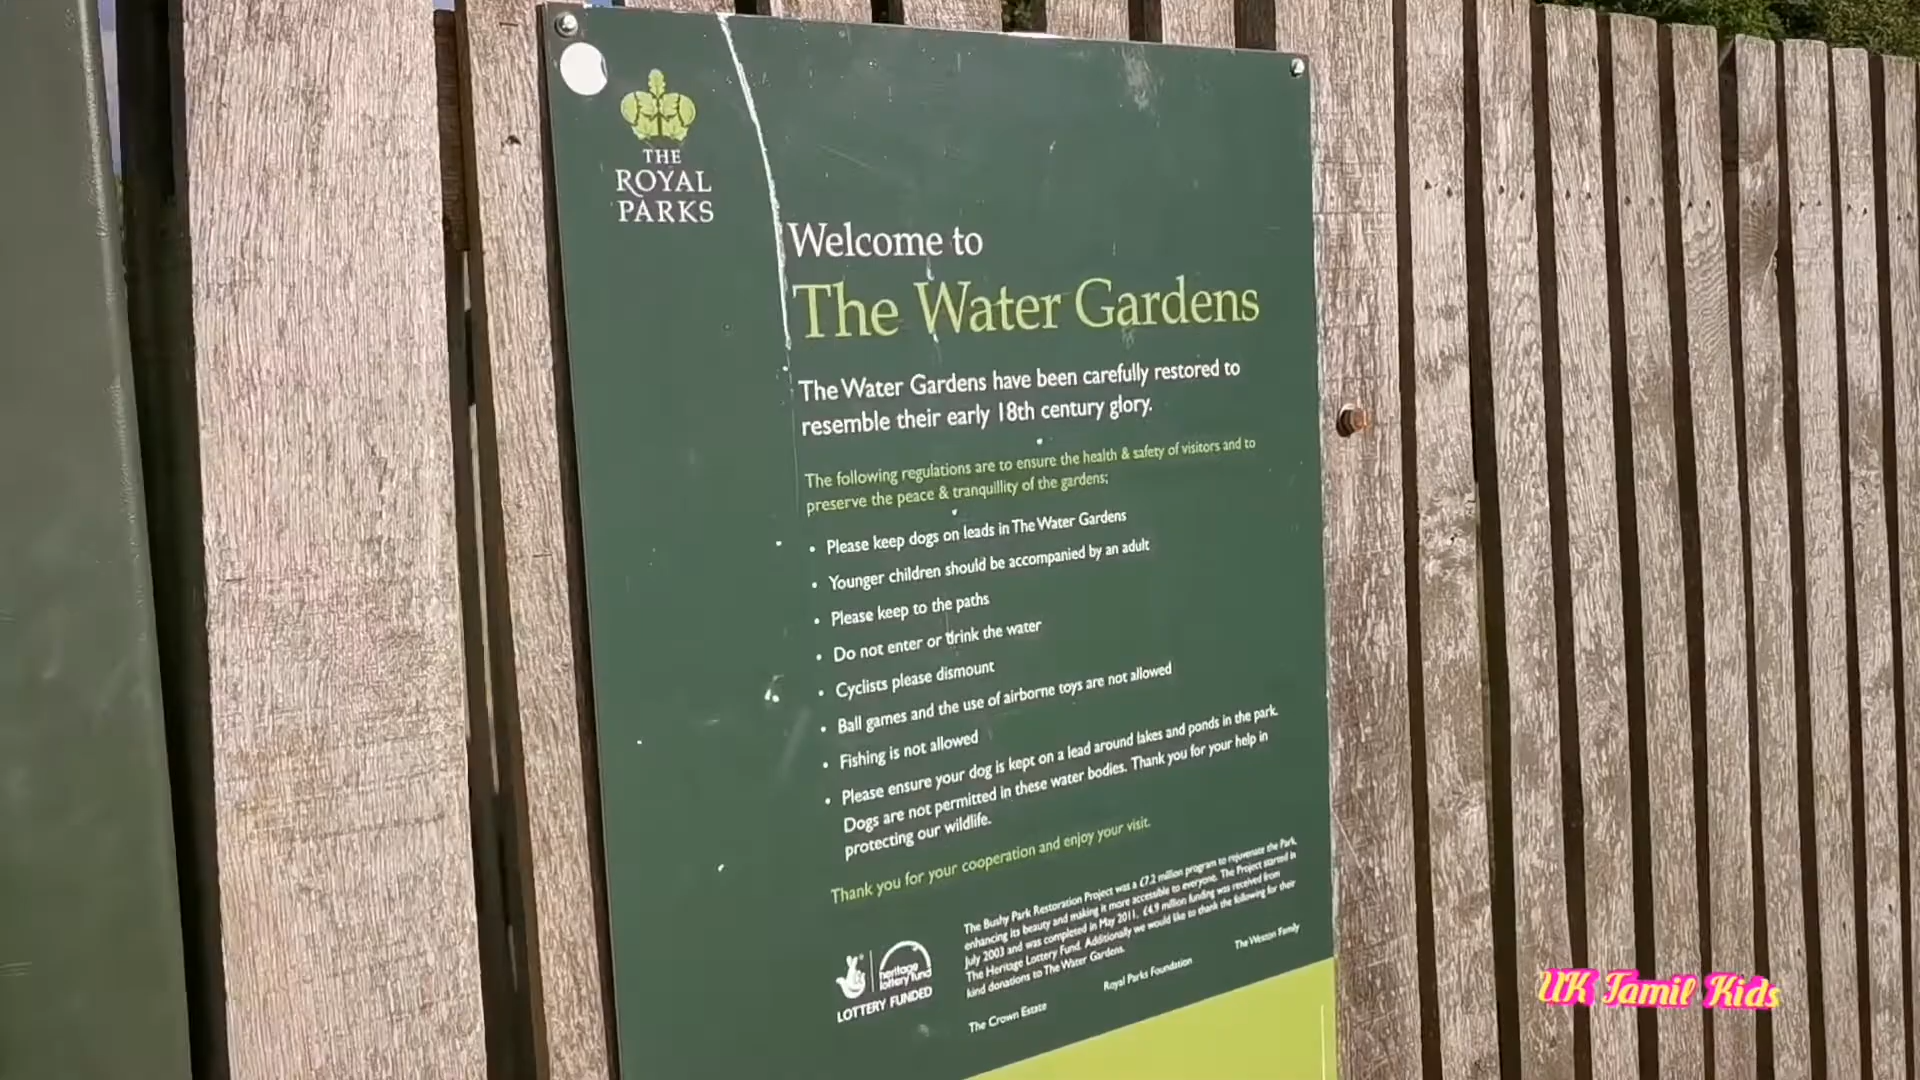 THE
ROYAL
PARKS
Welcome to
The Water Gardens
The Water Gardens have been carefully restored to
resemble their early 18th century glory.
The following regulations are to ensure the health & safety of visitors and to
preserve the peace & tranquillity of the gardens;
• Please keep dogs on leads in The Water Gardens
• Younger children should be accompanied by an adult
• Please keep to the paths
• Do not enter or drink the water
• Cyclists please dismount
• Ball games and the use of airborne toys are not allowed
• Fishing is not allowed
• Please ensure your dog is kept on a lead around lakes and ponds in the park.
Dogs are not permitted in these water bodies. Thank you for your help in
protecting our wildlife.
Thank you for your cooperation and enjoy your visit.
The Bushy Park Restoration Project was a £7.2 million program to rejuvenate the Park,
enhancing its beauty and making it more accessible to everyone. The Project started in
July 2003 and was completed in May 2011. £4.9 million funding was received from
The Heritage Lottery Fund. Additionally we would like to thank the following for their
kind donations to The Water Gardens.
heritage
lottery fund
LOTTERY FUNDED
The Crown Estate
Royal Parks Foundation
The Weston Family
UK Tamil Kids